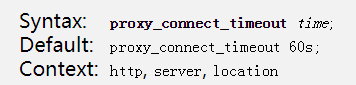 Syntax: proxy_connect_timeout time;
Default: proxy_connect_timeout 60s;
Context: http, server, location